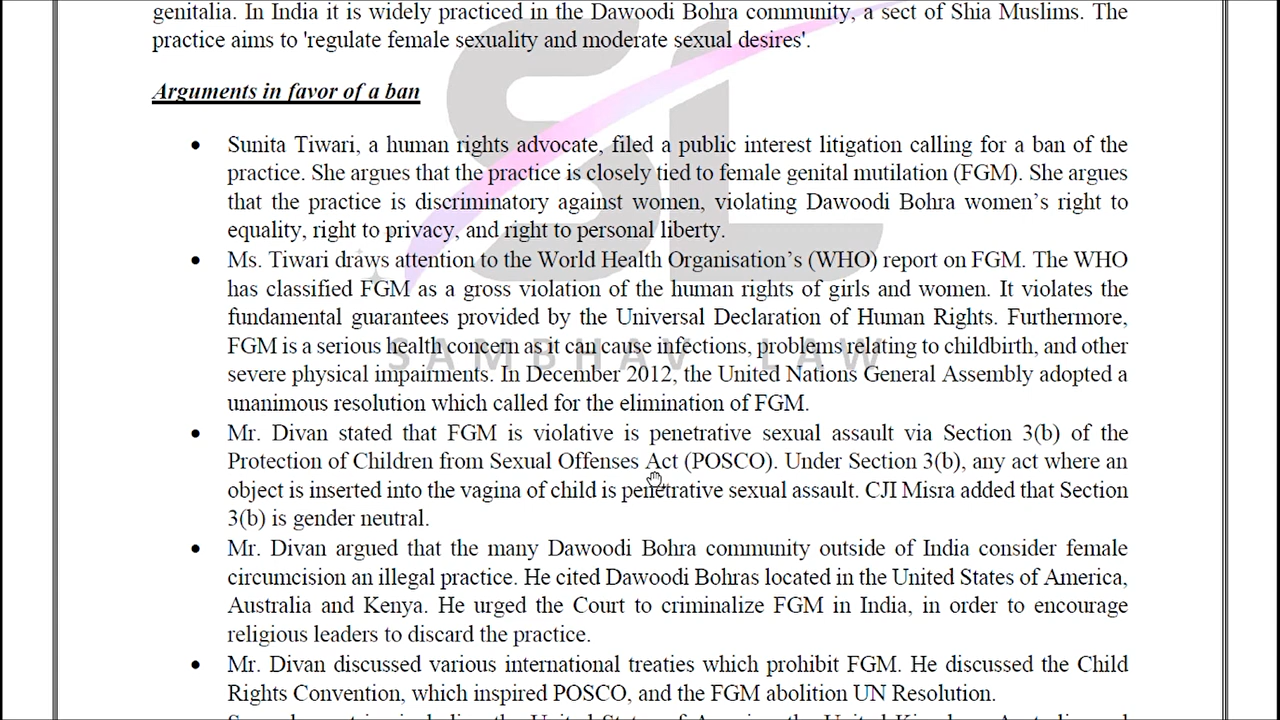 genitalia. In India it is widely practiced in the Dawoodi Bohra community, a sect of Shia Muslims. The
practice aims to 'regulate female sexuality and moderate sexual desires'.
Arguments in favor of a ban
• Sunita Tiwari, a human rights advocate, filed a public interest litigation calling for a ban of the
practice. She argues that the practice is closely tied to female genital mutilation (FGM). She argues
that the practice is discriminatory against women, violating Dawoodi Bohra women’s right to
equality, right to privacy, and right to personal liberty.
• Ms. Tiwari draws attention to the World Health Organisation’s (WHO) report on FGM. The WHO
has classified FGM as a gross violation of the human rights of girls and women. It violates the
fundamental guarantees provided by the Universal Declaration of Human Rights. Furthermore,
FGM is a serious health concern as it can cause infections, problems relating to childbirth, and other
severe physical impairments. In December 2012, the United Nations General Assembly adopted a
unanimous resolution which called for the elimination of FGM.
• Mr. Divan stated that FGM is violative is penetrative sexual assault via Section 3(b) of the
Protection of Children from Sexual Offenses Act (POSCO). Under Section 3(b), any act where an
object is inserted into the vagina of child is penetrative sexual assault. CJI Misra added that Section
3(b) is gender neutral.
• Mr. Divan argued that the many Dawoodi Bohra community outside of India consider female
circumcision an illegal practice. He cited Dawoodi Bohras located in the United States of America,
Australia and Kenya. He urged the Court to criminalize FGM in India, in order to encourage
religious leaders to discard the practice.
• Mr. Divan discussed various international treaties which prohibit FGM. He discussed the Child
Rights Convention, which inspired POSCO, and the FGM abolition UN Resolution.
SL
SAMBHAV LAW